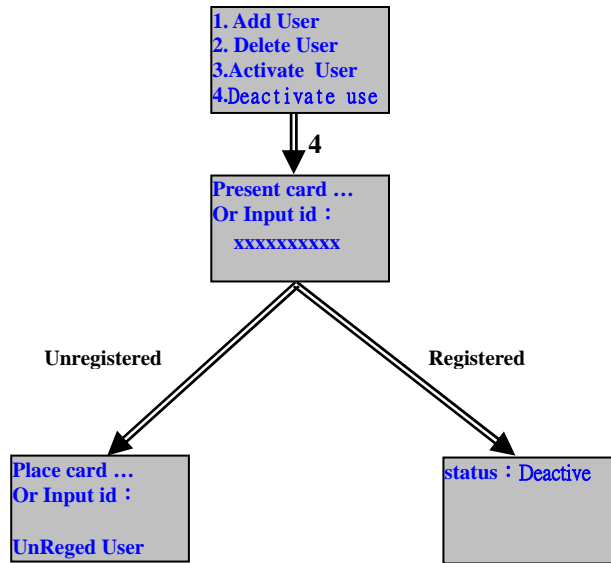 1. Add User
2. Delete User
3.Activate User
4.Deactivate use
4
Present card …
Or Input id：
xxxxxxxxxx
Unregistered
Registered
Place card …
Or Input id：
UnReged User
status：Deactive